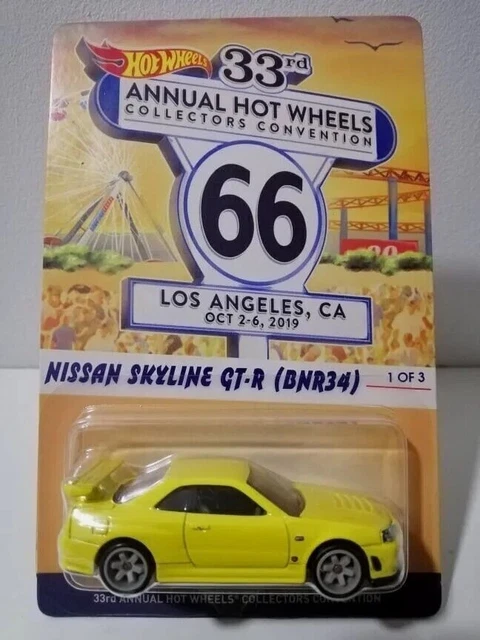 Hot Wheels
33rd
ANNUAL HOT WHEELS
COLLECTORS CONVENTION
66
LOS ANGELES, CA
OCT 2-6, 2019
NISSAN SKYLINE GT-R (BNR34)
1 OF 3
33rd ANNUAL HOT WHEELS® COLLECTORS CONVENTION